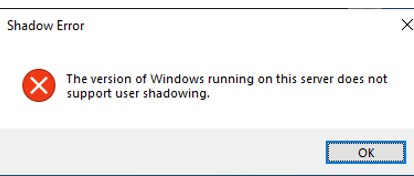 Shadow Error
The version of Windows running on this server does not
support user shadowing.
OK